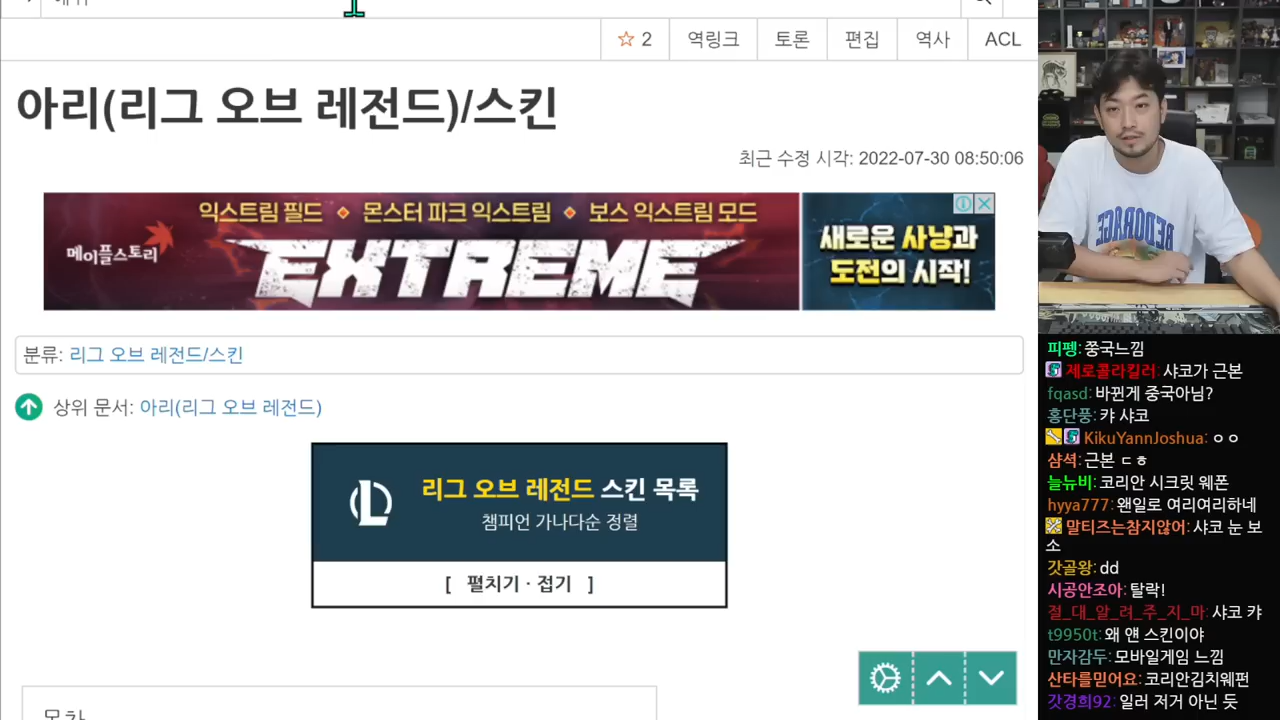 ☆ 2 역링크 토론 편집 역사 ACL
아리(리그 오브 레전드)/스킨
최근 수정 시각: 2022-07-30 08:50:06
익스트림 필드 ◆ 몬스터 파크 익스트림 ◆ 보스 익스트림 모드
메이플스토리
EXTREME
새로운 사냥과
도전의 시작!
분류: 리그 오브 레전드/스킨
상위 문서: 아리(리그 오브 레전드)
리그 오브 레전드 스킨 목록
챔피언 가나다순 정렬
[ 펼치기 · 접기 ]
피펭: 쭝국느낌
제로콜라킬러: 샤코가 근본
fqasd: 바뀐게 중국아님?
홍단풍: 캬 샤코
KikuYannJoshua: ㅇㅇ
샴셕: 근본 ㄷㅎ
늘뉴비: 코리안 시크릿 웨폰
hyya777: 왠일로 여리여리하네
말티즈는참지않어: 샤코 눈 보
소
갓골왕: dd
시공안조아: 탈락!
절_대_알_려_주_지_마: 샤코 캬
t9950t: 왜 얜 스킨이야
만자감두: 모바일게임 느낌
산타를믿어요: 코리안김치웨펀
갓경희92: 일러 저거 아닌 듯